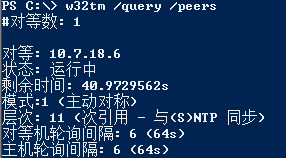 PS C:\> w32tm /query /peers
#对等数: 1
对等: 10.7.18.6
状态: 运行中
剩余时间: 40.9729562s
模式:1 (主动对称)
层次: 11 (次引用 - 与(S)NTP 同步)
对等机轮询间隔: 6 (64s)
主机轮询间隔: 6 (64s)